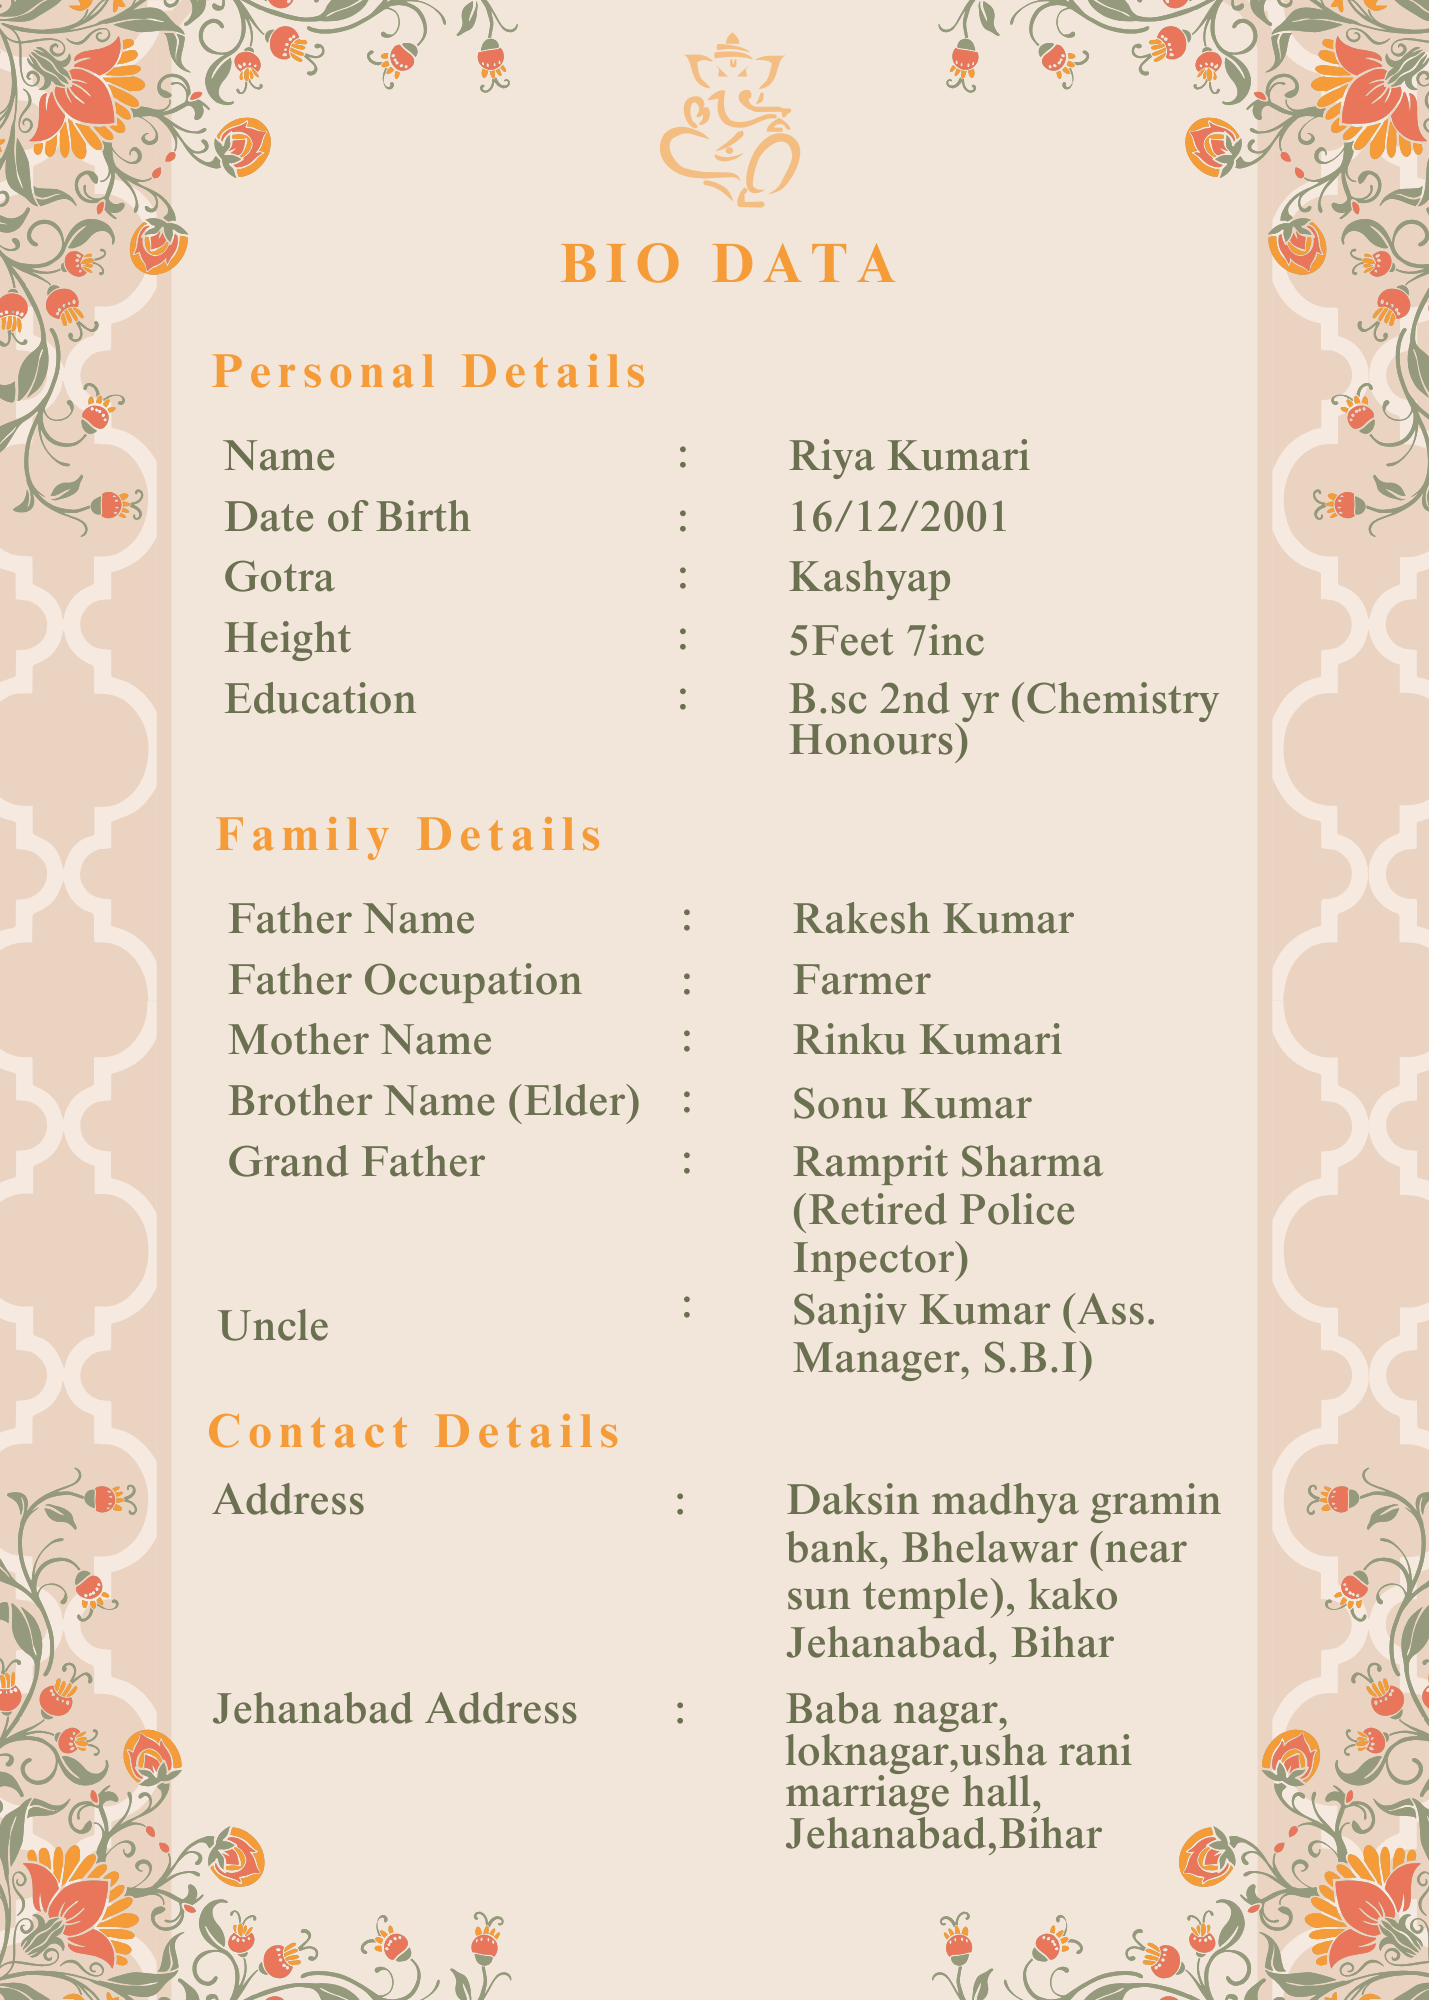 BIO DATA
Personal Details
Name : Riya Kumari
Date of Birth : 16/12/2001
Gotra : Kashyap
Height : 5Feet 7inc
Education : B.sc 2nd yr (Chemistry
Honours)
Family Details
Father Name : Rakesh Kumar
Father Occupation : Farmer
Mother Name : Rinku Kumari
Brother Name (Elder) : Sonu Kumar
Grand Father : Ramprit Sharma
(Retired Police
Inpector)
Uncle : Sanjiv Kumar (Ass.
Manager, S.B.I)
Contact Details
Address : Daksin madhya gramin
bank, Bhelawar (near
sun temple), kako
Jehanabad, Bihar
Jehanabad Address : Baba nagar,
loknagar,usha rani
marriage hall,
Jehanabad,Bihar